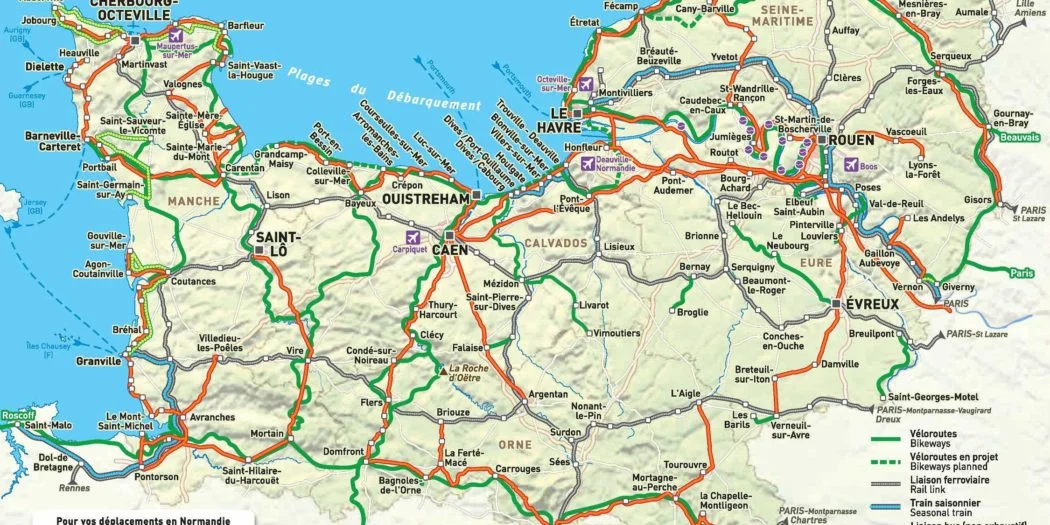 CHERBOURG-
OCTEVILLE
Jobourg
Barfleur
Aurigny
(GB)
Maupertus-
sur-Mer
Heauville
Martinvast
Dielette
Saint-Vaast-
la-Hougue
Valognes
Guernesey
(GB)
Saint-Sauveur-
le-Vicomte
Sainte-Mère-
Église
Barneville-
Carteret
Sainte-Marie-
du-Mont
Portbail
Carentan
Saint-Germain-
sur-Ay
MANCHE
Jersey
(GB)
Gouville-
sur-Mer
Agon-
Coutainville
Coutances
SAINT-
LÔ
Lison
Bréhal
Îles Chausey
(F)
Granville
Villedieu-
les-Poêles
Vire
Roscoff
Saint-Malo
Le Mont-
Saint-Michel
Avranches
Mortain
Dol-de
Bretagne
Rennes
Pontorson
Saint-Hilaire-
du-Harcouët
Pour vos déplacements en Normandie
Plages du Débarquement
Portsmouth
Portsmouth
Grandcamp-
Maisy
Port-en-
Bessin
Colleville-
sur-Mer
Arromanches-
les-Bains
Courseulles-sur-Mer
Luc-sur-Mer
Dives/Port-Guillaume
Dives-Cabourg
Houlgate
Villers-sur-Mer
Blonville-sur-Mer
Trouville - Deauville
Crépon
Bayeux
OUISTREHAM
Carpiquet
CAEN
CALVADOS
Mézidon
Saint-Pierre-
sur-Dives
Thury-
Harcourt
Clécy
Condé-sur-
Noireau
Falaise
La Roche
d'Oëtre
Flers
Briouze
Argentan
Domfront
La Ferté-
Macé
Bagnoles-
de-l'Orne
Carrouges
ORNE
Sées
Surdon
Nonant-
le-Pin
Livarot
Vimoutiers
Lisieux
Pont-
l'Évêque
Deauville-
Normandie
Honfleur
LE
HAVRE
Octeville-
sur-mer
Montivilliers
Étretat
Fécamp
Cany-Barville
SEINE-
MARITIME
Bréauté-
Beuzeville
Yvetot
Auffay
Clères
Serqueux
Mesnières-
en-Bray
Aumale
Lille
Amiens
Forges-
les-Eaux
Gournay-
en-Bray
Beauvais
Caudebec-
en-Caux
St-Wandrille-
Rançon
Jumièges
St-Martin-de
Boscherville
ROUEN
Boos
Vascoeuil
Lyons-
la-Forêt
Routot
Bourg-
Achard
Pont-
Audemer
Le Bec-
Hellouin
Brionne
Elbeuf
Saint-Aubin
Pinterville
Louviers
Le
Neubourg
Poses
Val-de-Reuil
Les Andelys
Gisors
PARIS
St Lazare
Gaillon
Aubevoye
Vernon
Giverny
Paris
PARIS
EURE
Bernay
Serquigny
Beaumont-
le-Roger
Broglie
ÉVREUX
Conches-
en-Ouche
Breuilpont
PARIS-St Lazare
Damville
Breteuil-
sur-Iton
Saint-Georges-Motel
PARIS-Montparnasse-Vaugirard
Dreux
L'Aigle
Les
Barils
Verneuil-
sur-Avre
Tourouvre
Mortagne-
au-Perche
la Chapelle-
Montligeon
PARIS-Montparnasse
Chartres
Véloroutes
Bikeways
Véloroutes en projet
Bikeways planned
Liaison ferroviaire
Rail link
Train saisonnier
Seasonal train